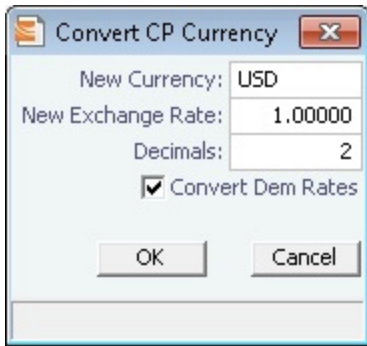 Convert CP Currency
New Currency: USD
New Exchange Rate: 1.00000
Decimals: 2
Convert Dem Rates
OK Cancel